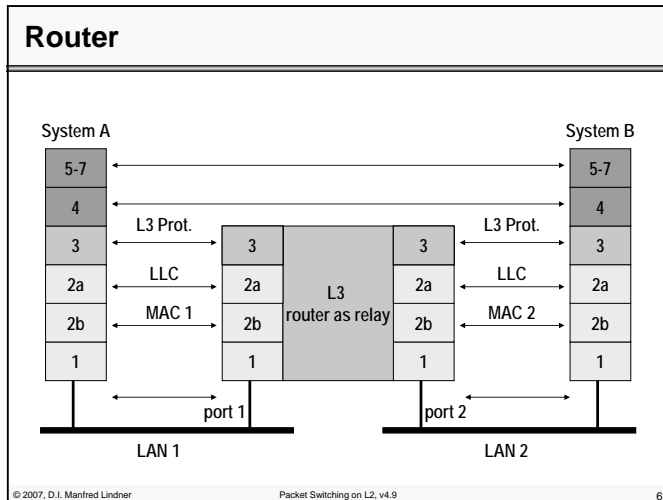 Router
System A
System B
5-7
5-7
4
4
L3 Prot.
L3 Prot.
3
3
3
3
LLC
LLC
2a
2a
2a
2a
L3
router as relay
MAC 1
MAC 2
2b
2b
2b
2b
1
1
1
1
port 1
port 2
LAN 1
LAN 2
© 2007, D.I. Manfred Lindner
Packet Switching on L2, v4.9
6